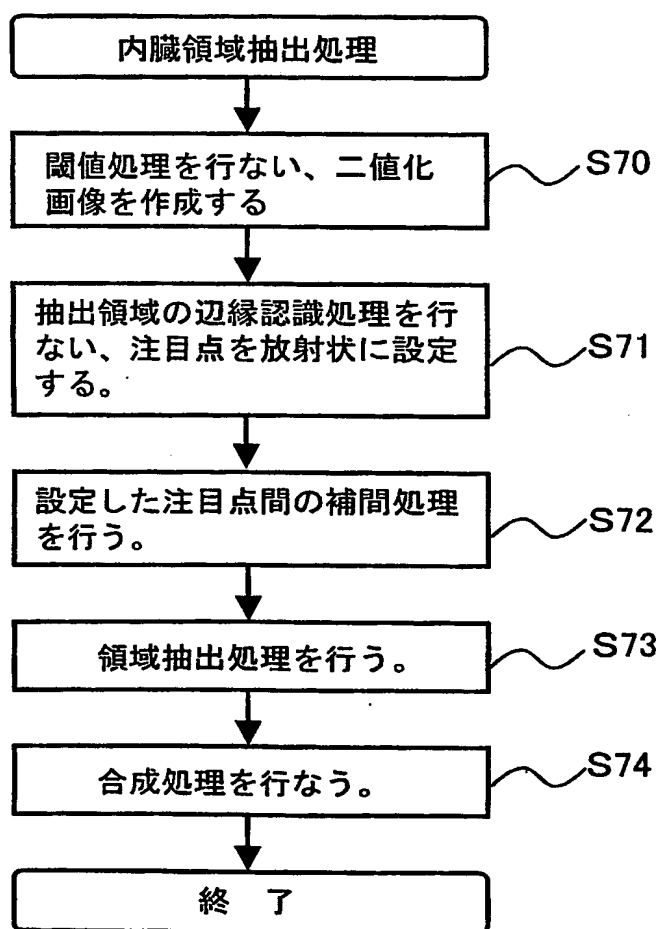 内臓領域抽出処理
閾値処理を行ない、二値化
画像を作成する
S70
抽出領域の辺縁認識処理を行
ない、注目点を放射状に設定
する。
S71
設定した注目点間の補間処理
を行う。
S72
領域抽出処理を行う。
S73
合成処理を行なう。
S74
終　了